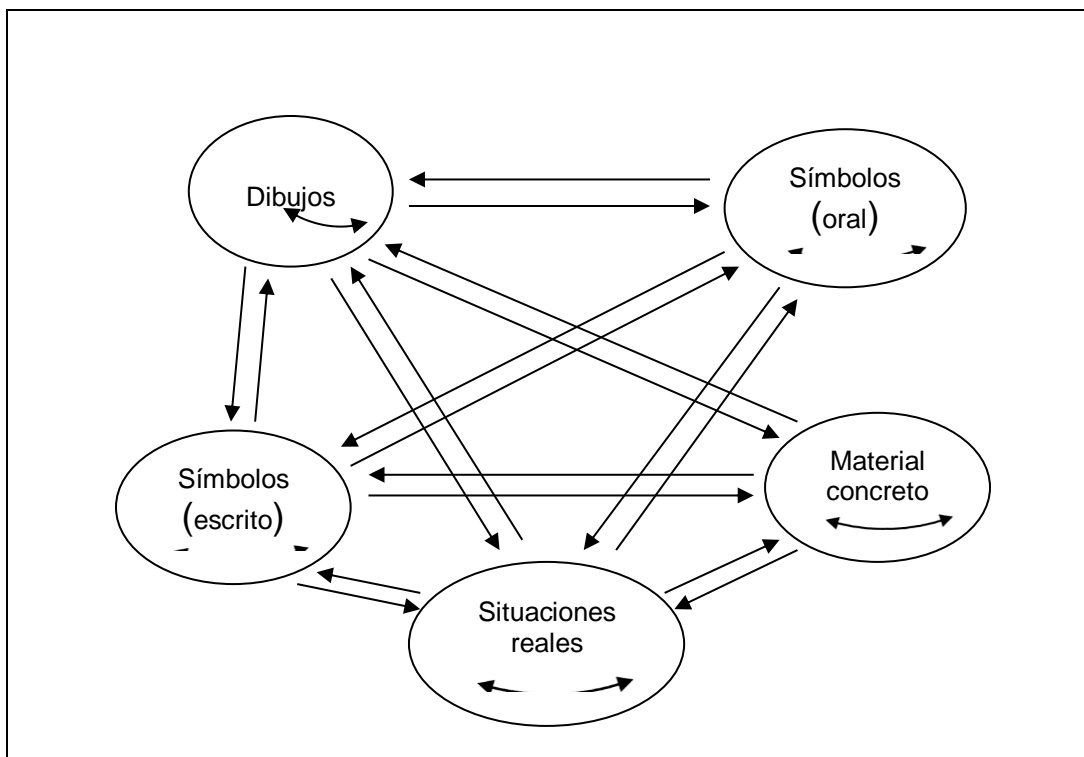 Dibujos
Símbolos
(oral)
Símbolos
(escrito)
Material
concreto
Situaciones
reales